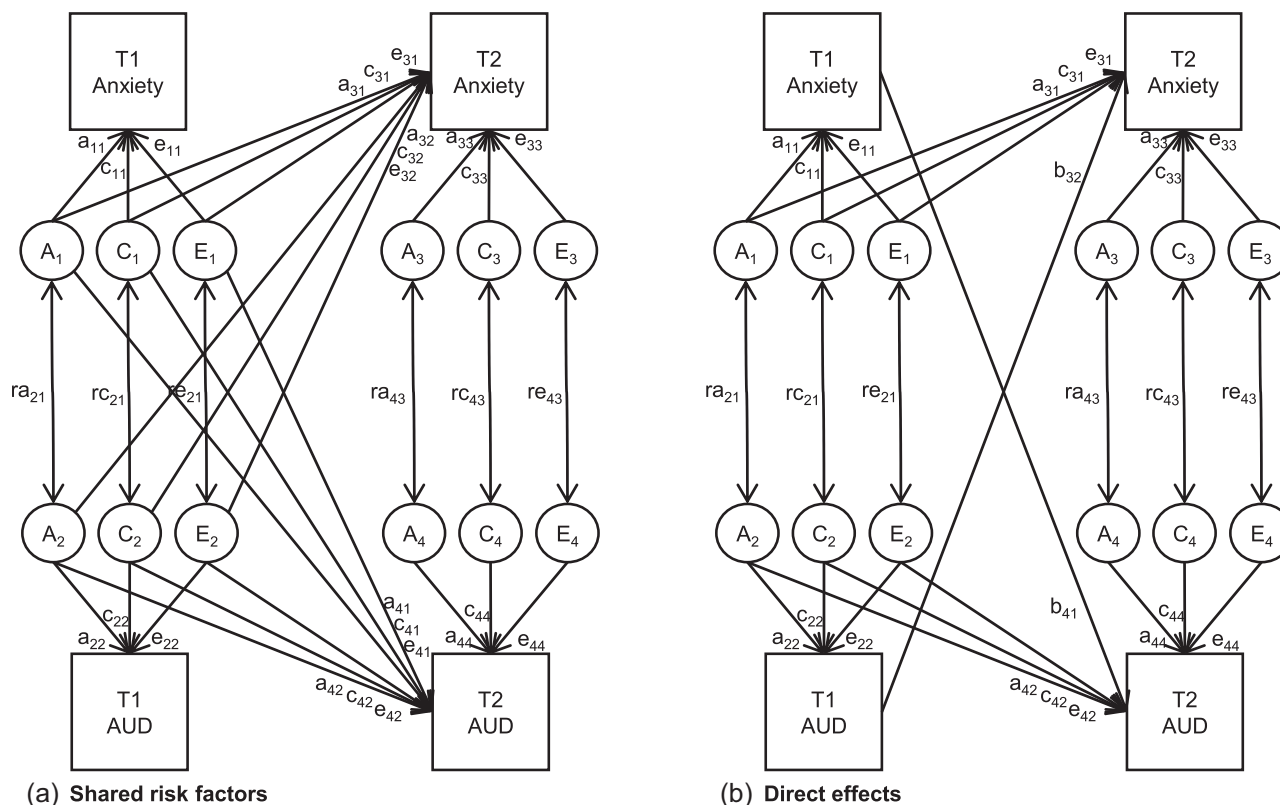 T1
Anxiety
T2
Anxiety
a₃₁
c₃₁
e₃₁
a₁₁
c₁₁
e₁₁
a₃₂
c₃₂
e₃₂
a₃₃
c₃₃
e₃₃
A₁
C₁
E₁
A₃
C₃
E₃
ra₂₁
rc₂₁
re₂₁
ra₄₃
rc₄₃
re₄₃
A₂
C₂
E₂
A₄
C₄
E₄
a₂₂
c₂₂
e₂₂
a₄₁
c₄₁
e₄₁
a₄₂
c₄₂
e₄₂
a₄₄
c₄₄
e₄₄
T1
AUD
T2
AUD
(a) Shared risk factors
T1
Anxiety
T2
Anxiety
a₃₁
c₃₁
e₃₁
a₁₁
c₁₁
e₁₁
b₃₂
a₃₃
c₃₃
e₃₃
A₁
C₁
E₁
A₃
C₃
E₃
ra₂₁
rc₂₁
re₂₁
ra₄₃
rc₄₃
re₄₃
A₂
C₂
E₂
A₄
C₄
E₄
a₂₂
c₂₂
e₂₂
b₄₁
a₄₂
c₄₂
e₄₂
a₄₄
c₄₄
e₄₄
T1
AUD
T2
AUD
(b) Direct effects